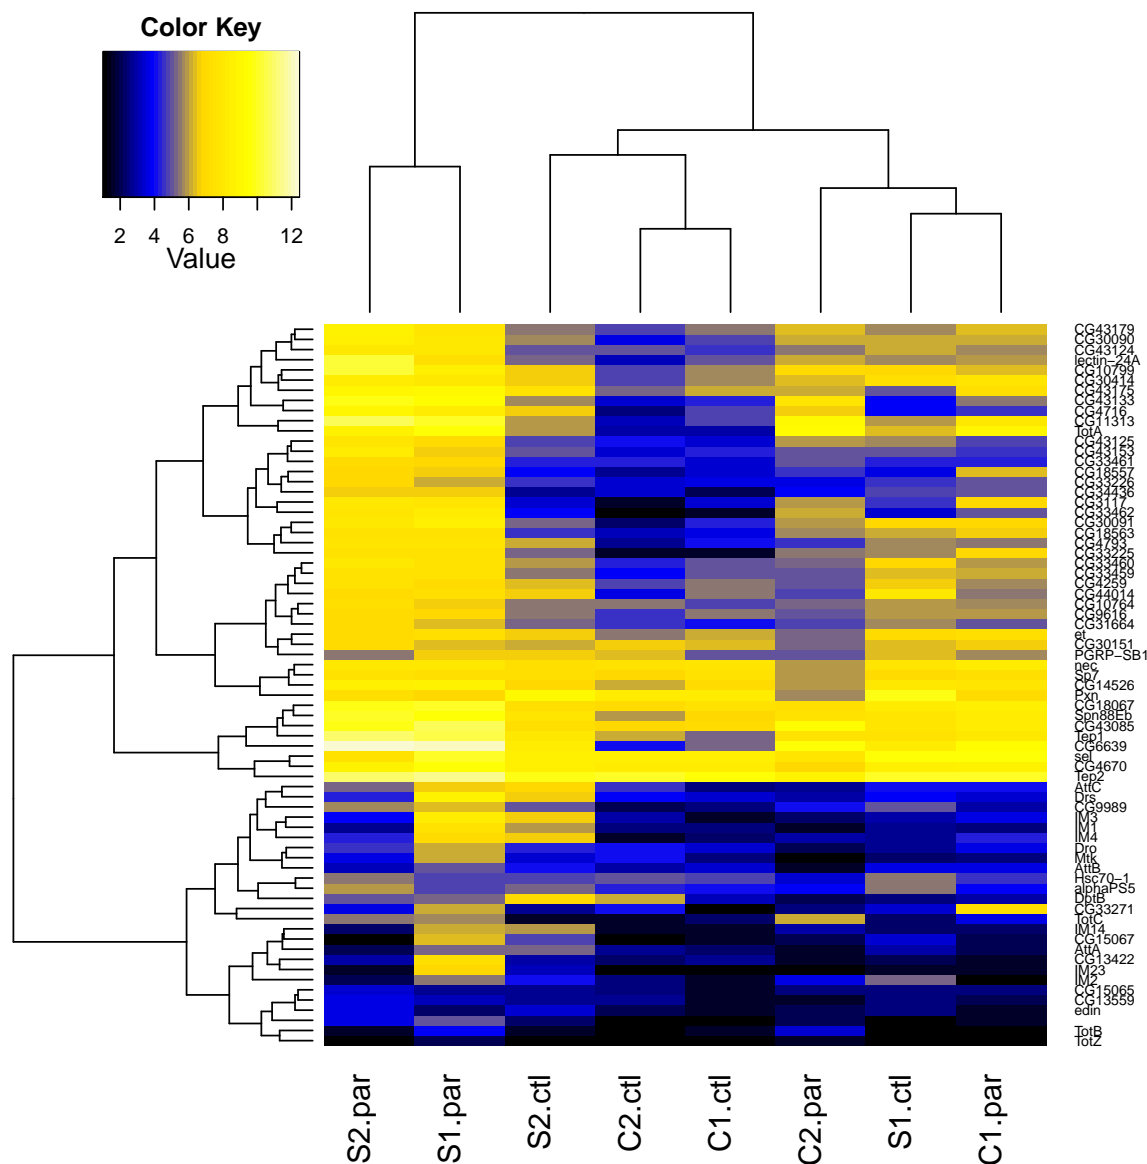 Color Key
2 4 6 8 12
Value
CG43179
CG30090
CG43124
lectin−24A
CG10799
CG30414
CG43175
CG43133
CG4716
CG11313
TotA
CG43125
CG43153
CG33461
CG18557
CG33226
CG34436
CG3117
CG33462
CG30091
CG18563
CG4793
CG33225
CG33460
CG33459
CG4259
CG44014
CG10764
CG9616
CG31664
et
CG30151
PGRP−SB1
nec
Sp7
CG14526
Pxn
CG18067
Spn88Eb
CG43085
Tep1
CG6639
sel
CG4670
Tep2
AttC
Drs
CG9989
IM3
IM1
IM4
Dro
Mtk
AttB
Hsc70−1
alphaPS5
DptB
CG33271
TotC
IM14
CG15067
AttA
CG13422
IM23
IM2
CG15065
CG13559
edin
TotB
TotZ
S2.par S1.par S2.ctl C2.ctl C1.ctl C2.par S1.ctl C1.par